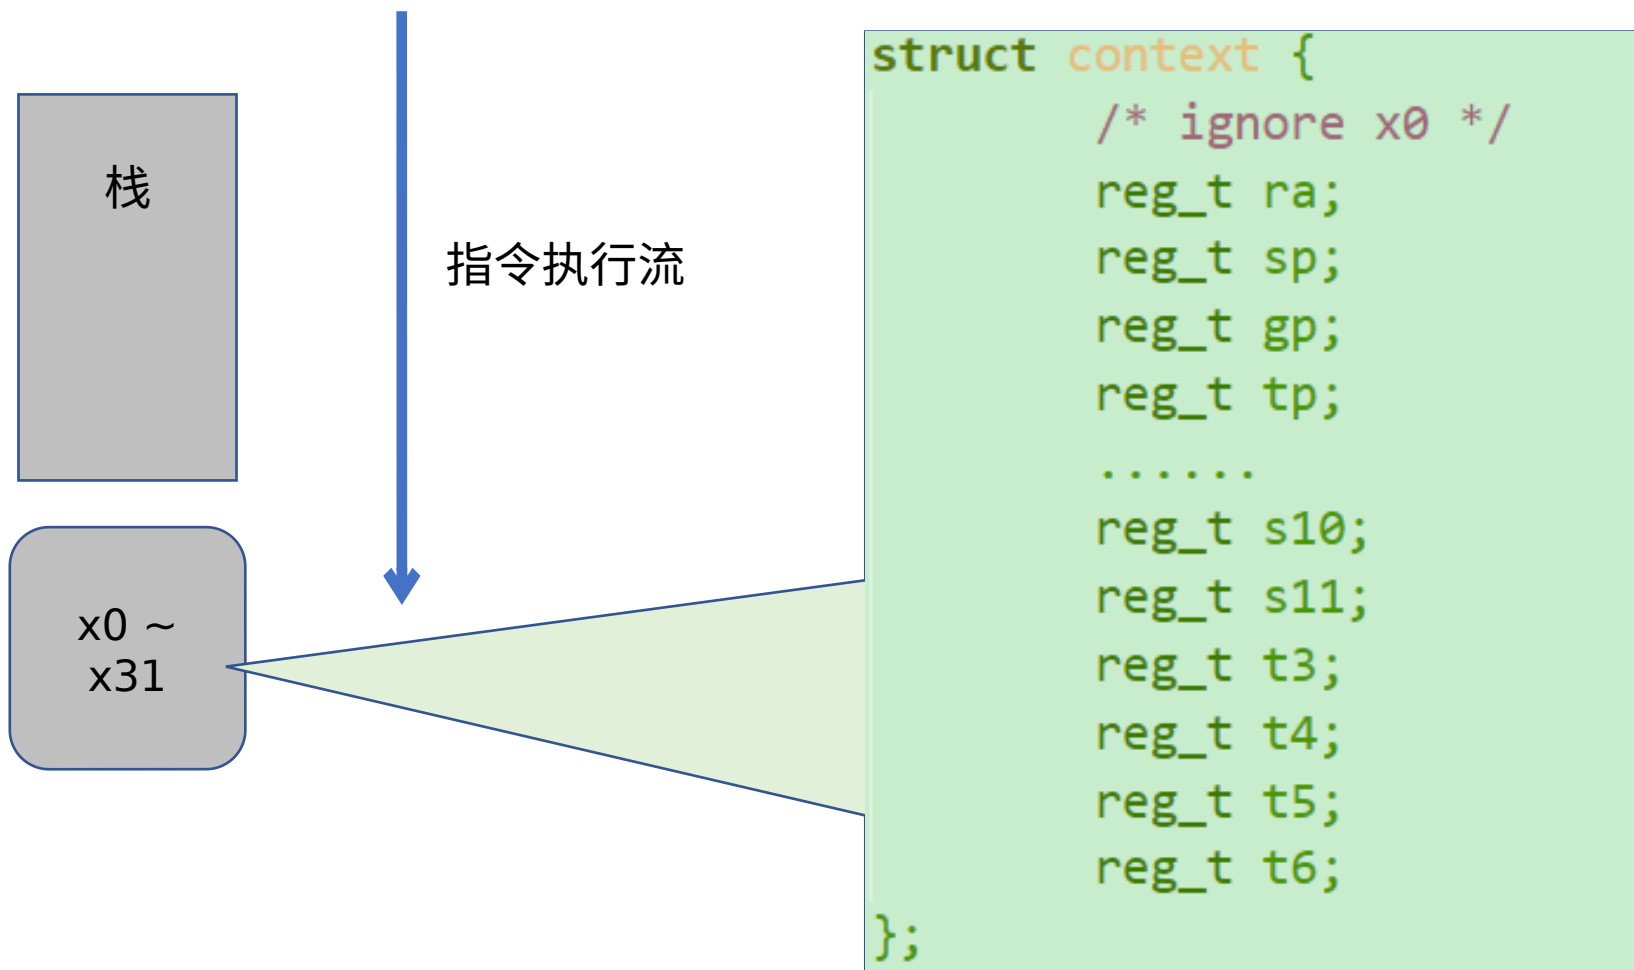 栈
指令执行流
x0 ~
x31
struct context {
/* ignore x0 */
reg_t ra;
reg_t sp;
reg_t gp;
reg_t tp;
......
reg_t s10;
reg_t s11;
reg_t t3;
reg_t t4;
reg_t t5;
reg_t t6;
};